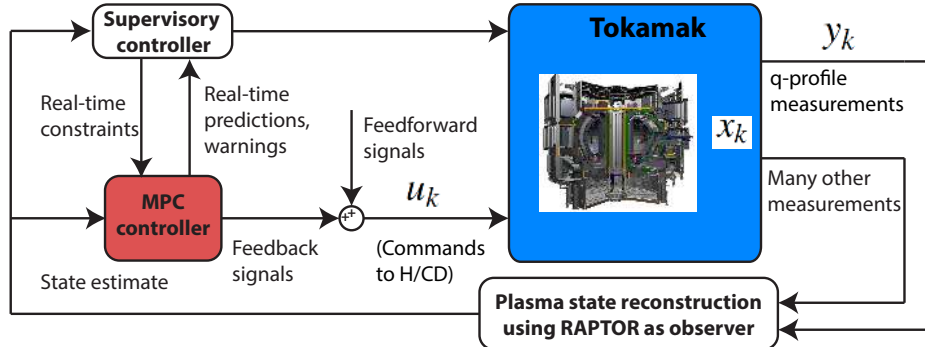 Supervisory
controller
Tokamak
y_k
q-profile
measurements
Real-time
constraints
Real-time
predictions,
warnings
Feedforward
signals
x_k
MPC
controller
++
u_k
Many other
measurements
Feedback
signals
(Commands
to H/CD)
State estimate
Plasma state reconstruction
using RAPTOR as observer